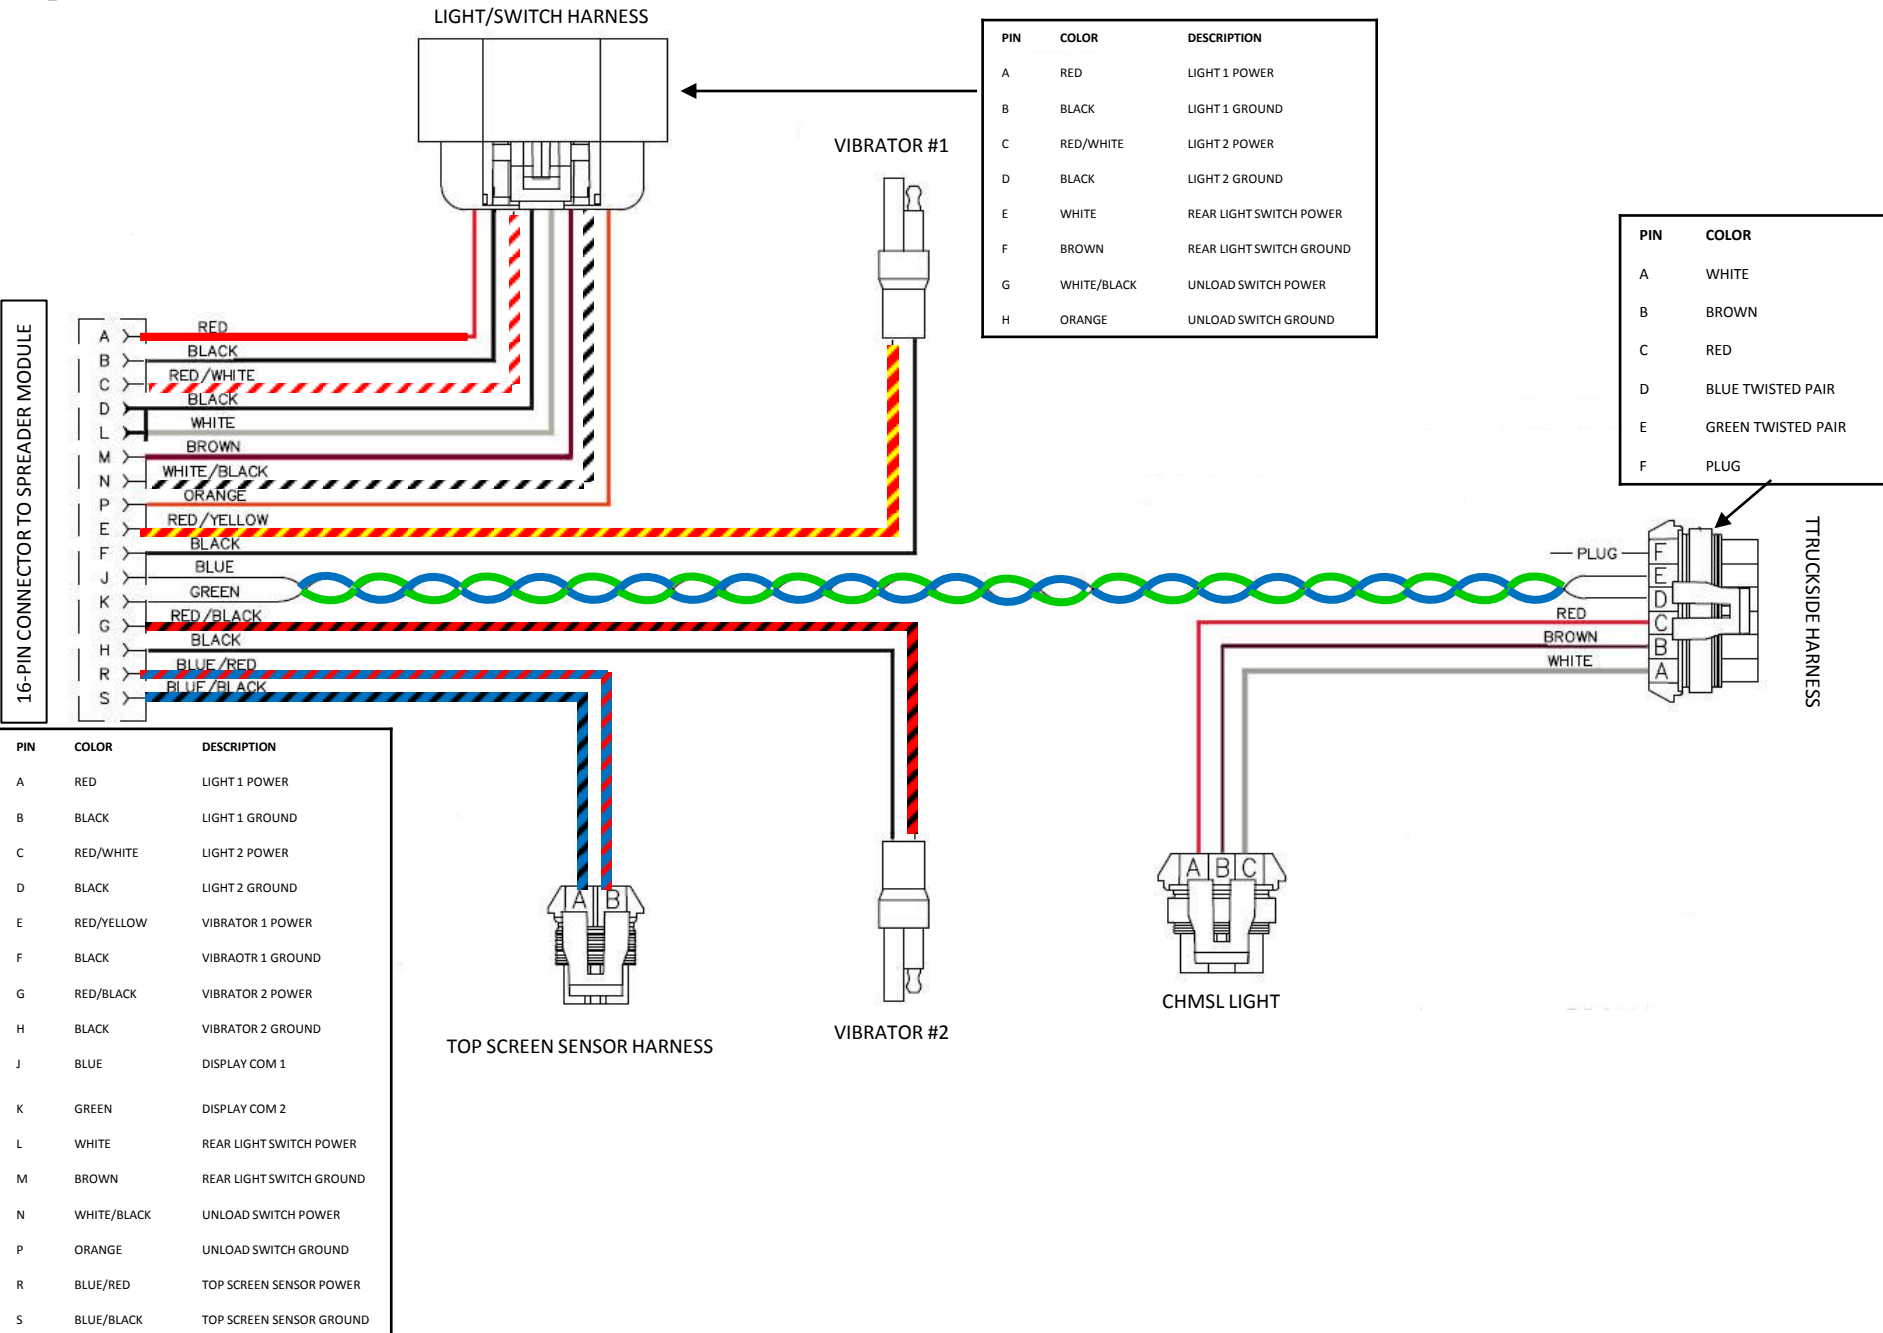 LIGHT/SWITCH HARNESS
PIN COLOR DESCRIPTION
A RED LIGHT 1 POWER
B BLACK LIGHT 1 GROUND
C RED/WHITE LIGHT 2 POWER
D BLACK LIGHT 2 GROUND
E WHITE REAR LIGHT SWITCH POWER
F BROWN REAR LIGHT SWITCH GROUND
G WHITE/BLACK UNLOAD SWITCH POWER
H ORANGE UNLOAD SWITCH GROUND
VIBRATOR #1
PIN COLOR
A WHITE
B BROWN
C RED
D BLUE TWISTED PAIR
E GREEN TWISTED PAIR
F PLUG
16-PIN CONNECTOR TO SPREADER MODULE
A RED
B BLACK
C RED/WHITE
D BLACK
L WHITE
M BROWN
N WHITE/BLACK
P ORANGE
E RED/YELLOW
F BLACK
J BLUE
K GREEN
G RED/BLACK
H BLACK
R BLUE/RED
S BLUE/BLACK
PLUG F
E
D
RED C
BROWN B
WHITE A
TTRUCKSIDE HARNESS
A B C
CHMSL LIGHT
A B
TOP SCREEN SENSOR HARNESS
VIBRATOR #2
PIN COLOR DESCRIPTION
A RED LIGHT 1 POWER
B BLACK LIGHT 1 GROUND
C RED/WHITE LIGHT 2 POWER
D BLACK LIGHT 2 GROUND
E RED/YELLOW VIBRATOR 1 POWER
F BLACK VIBRAOTR 1 GROUND
G RED/BLACK VIBRATOR 2 POWER
H BLACK VIBRATOR 2 GROUND
J BLUE DISPLAY COM 1
K GREEN DISPLAY COM 2
L WHITE REAR LIGHT SWITCH POWER
M BROWN REAR LIGHT SWITCH GROUND
N WHITE/BLACK UNLOAD SWITCH POWER
P ORANGE UNLOAD SWITCH GROUND
R BLUE/RED TOP SCREEN SENSOR POWER
S BLUE/BLACK TOP SCREEN SENSOR GROUND